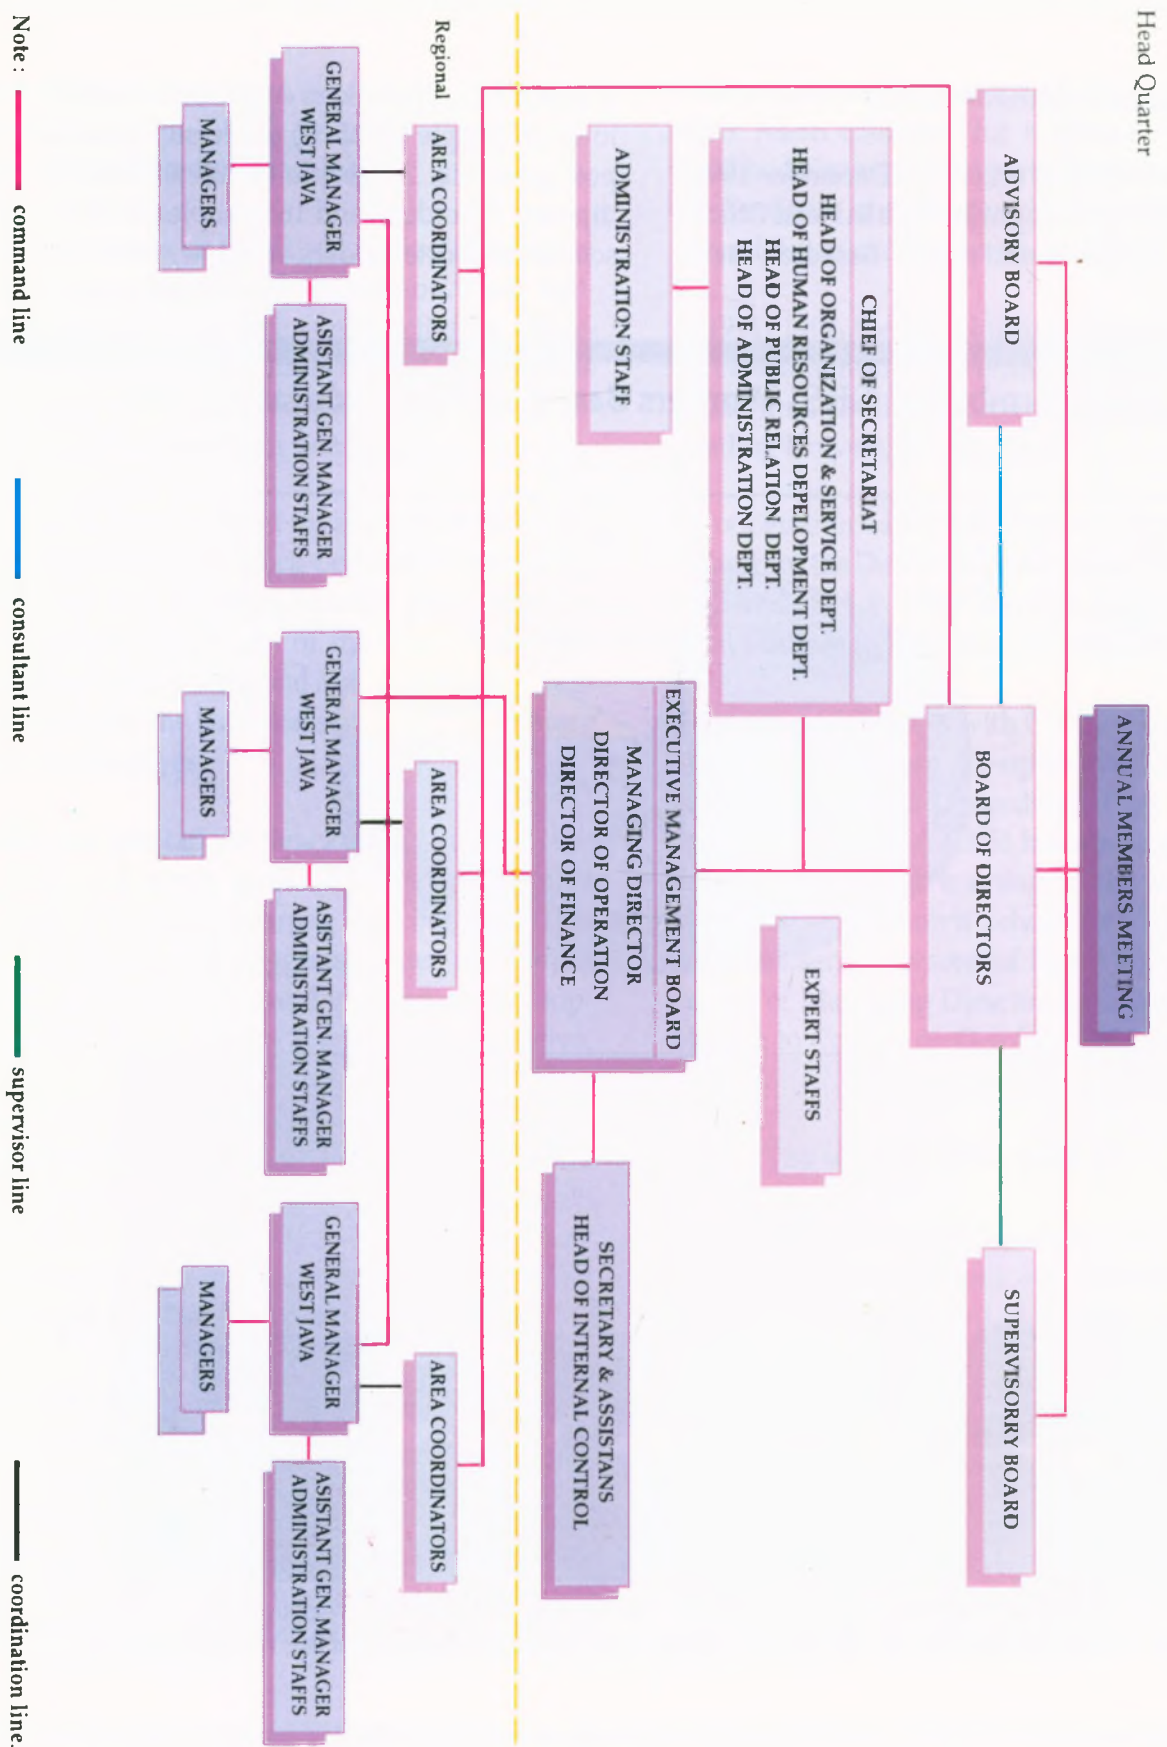 Head Quarter
ANNUAL MEMBERS MEETING
ADVISORY BOARD
BOARD OF DIRECTORS
SUPERVISORRY BOARD
CHIEF OF SECRETARIAT
HEAD OF ORGANIZATION & SERVICE DEPT.
HEAD OF HUMAN RESOURCES DEPELOPMENT DEPT.
HEAD OF PUBLIC RELATION DEPT.
HEAD OF ADMINISTRATION DEPT.
EXPERT STAFFS
ADMINISTRATION STAFF
EXECUTIVE MANAGEMENT BOARD
MANAGING DIRECTOR
DIRECTOR OF OPERATION
DIRECTOR OF FINANCE
SECRETARY & ASSISTANS
HEAD OF INTERNAL CONTROL
Regional
AREA COORDINATORS
AREA COORDINATORS
AREA COORDINATORS
GENERAL MANAGER
WEST JAVA
ASISTANT GEN. MANAGER
ADMINISTRATION STAFFS
GENERAL MANAGER
WEST JAVA
ASISTANT GEN. MANAGER
ADMINISTRATION STAFFS
GENERAL MANAGER
WEST JAVA
ASISTANT GEN. MANAGER
ADMINISTRATION STAFFS
MANAGERS
MANAGERS
MANAGERS
Note : command line consultant line supervisor line coordination line.